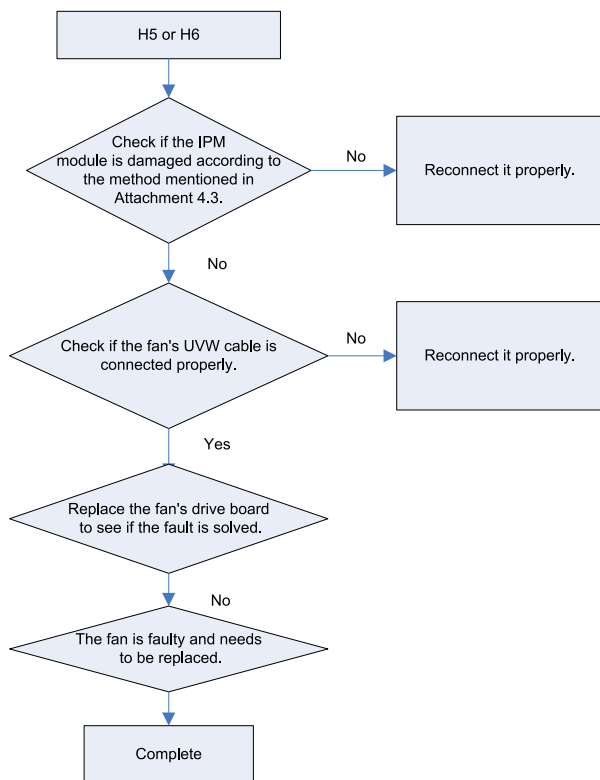 H5 or H6
Check if the IPM
module is damaged according to
the method mentioned in
Attachment 4.3.
No
Reconnect it properly.
No
Check if the fan's UVW cable is
connected properly.
No
Reconnect it properly.
Yes
Replace the fan's drive board
to see if the fault is solved.
No
The fan is faulty and needs
to be replaced.
Complete